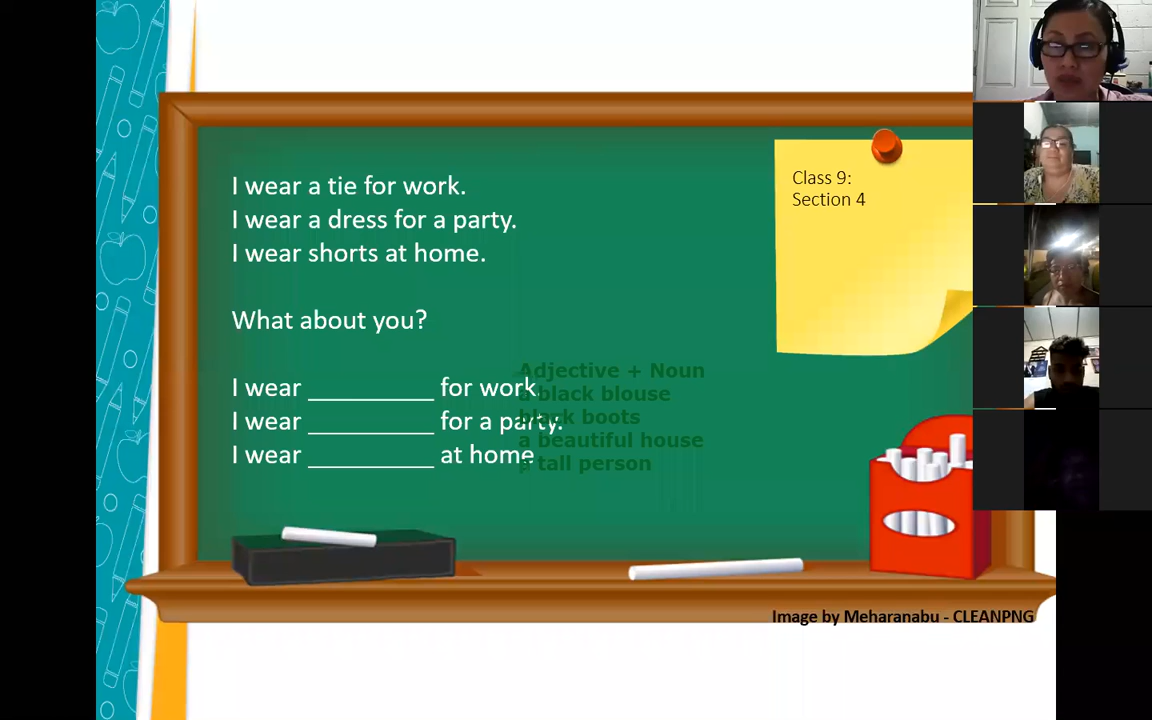 I wear a tie for work.
I wear a dress for a party.
I wear shorts at home.
What about you?
I wear __________ for work.
I wear __________ for a party.
I wear __________ at home.
Class 9:
Section 4
Adjective + Noun
a black blouse
black boots
a beautiful house
a tall person
Image by Meharanabu - CLEANPNG